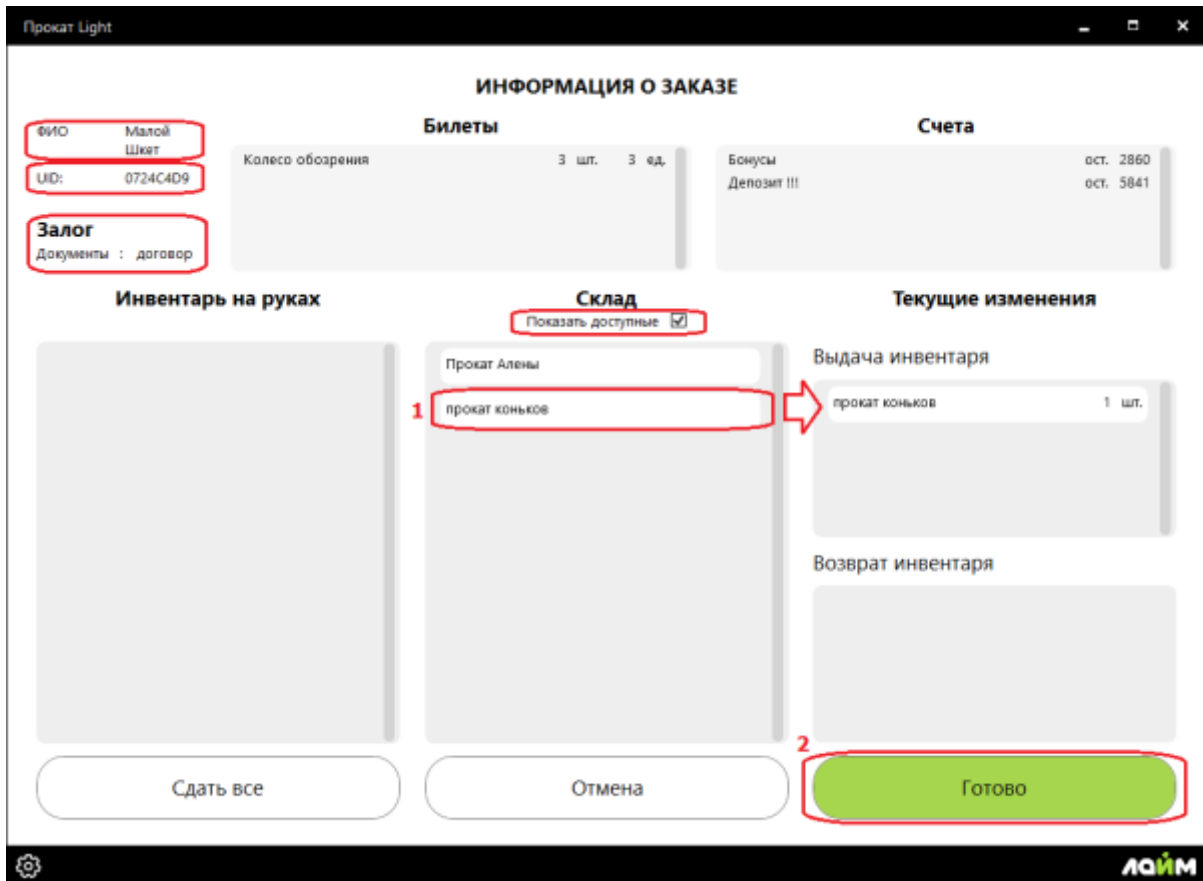 Прокат Light
ИНФОРМАЦИЯ О ЗАКАЗЕ
ФИО Малой
Шкет
UID: 0724C4D9
Залог
Документы : договор
Билеты
Колесо обозрения 3 шт. 3 ед.
Счета
Бонусы ост. 2860
Депозит !!! ост. 5841
Инвентарь на руках
Склад
Показать доступные
Прокат Алены
1 прокат коньков
Текущие изменения
Выдача инвентаря
прокат коньков 1 шт.
Возврат инвентаря
2
Сдать все
Отмена
Готово
лайм